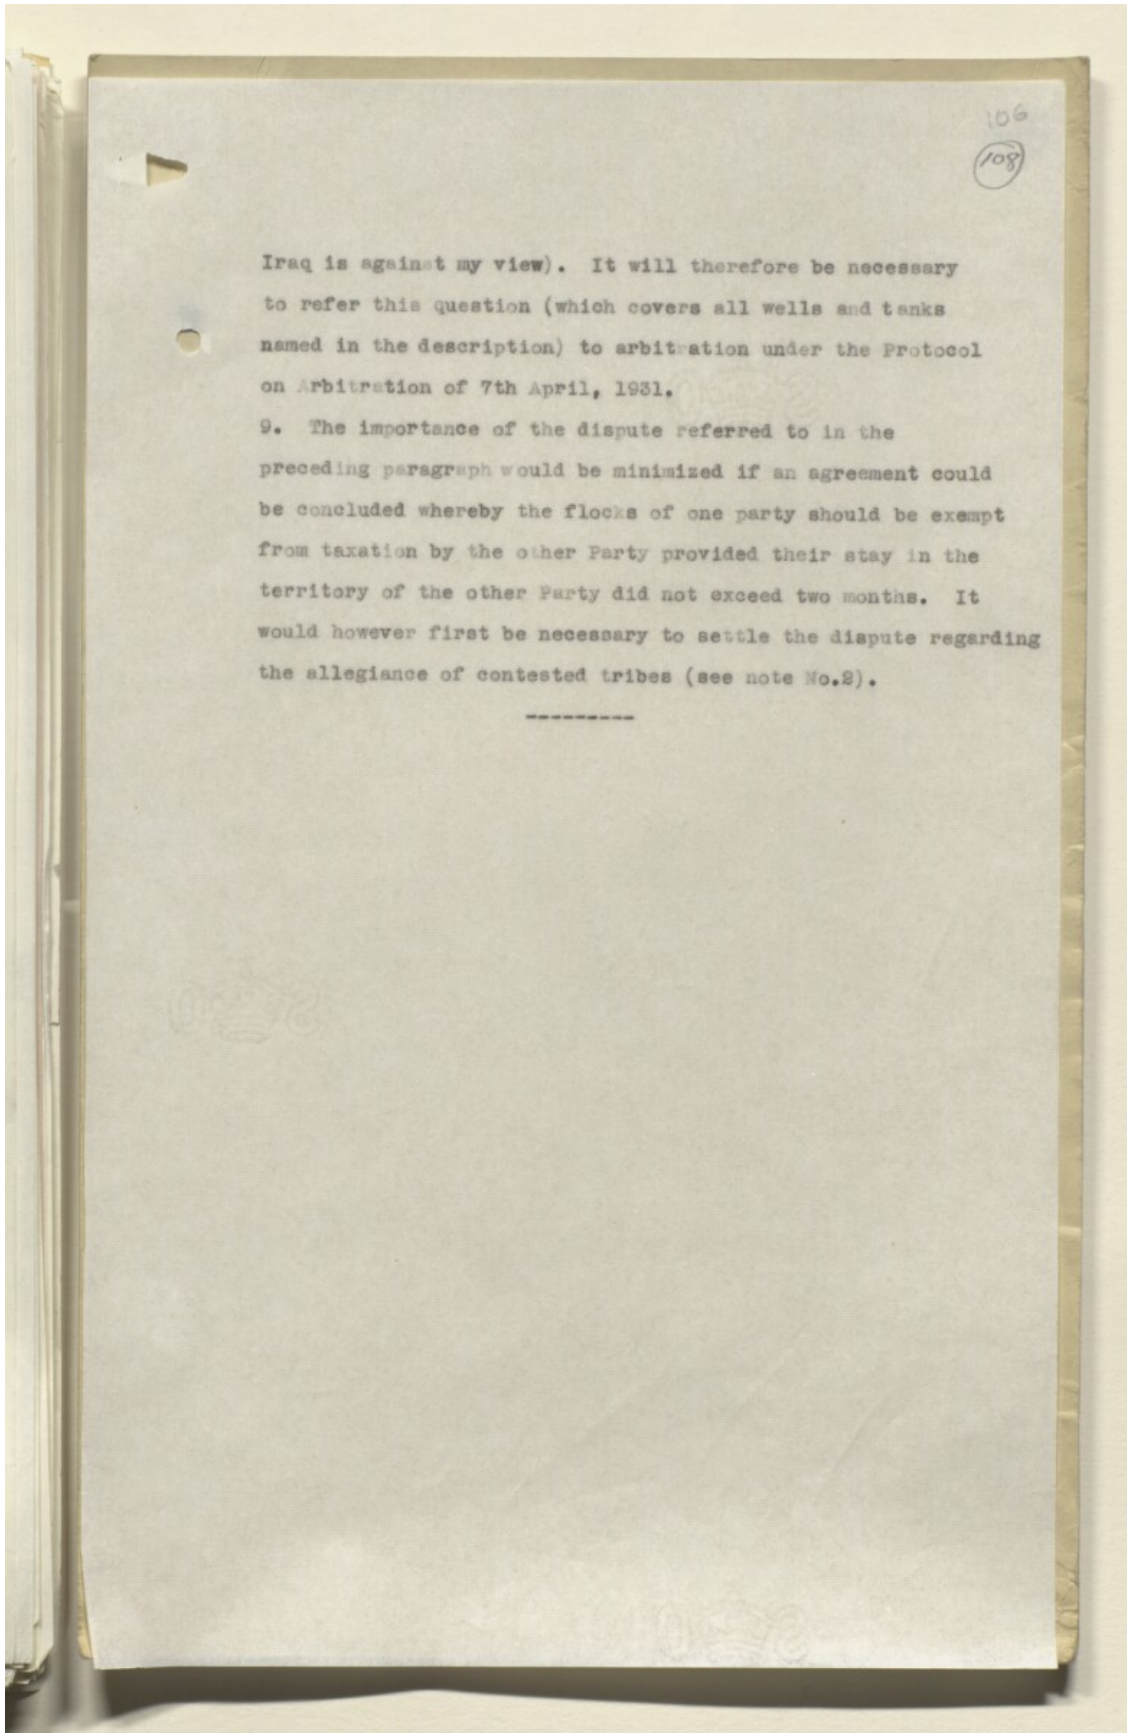 106
108
Iraq is against my view). It will therefore be necessary
to refer this question (which covers all wells and tanks
named in the description) to arbitration under the Protocol
on Arbitration of 7th April, 1931.
9. The importance of the dispute referred to in the
preceding paragraph would be minimized if an agreement could
be concluded whereby the flocks of one party should be exempt
from taxation by the other Party provided their stay in the
territory of the other Party did not exceed two months. It
would however first be necessary to settle the dispute regarding
the allegiance of contested tribes (see note No.2).
---------